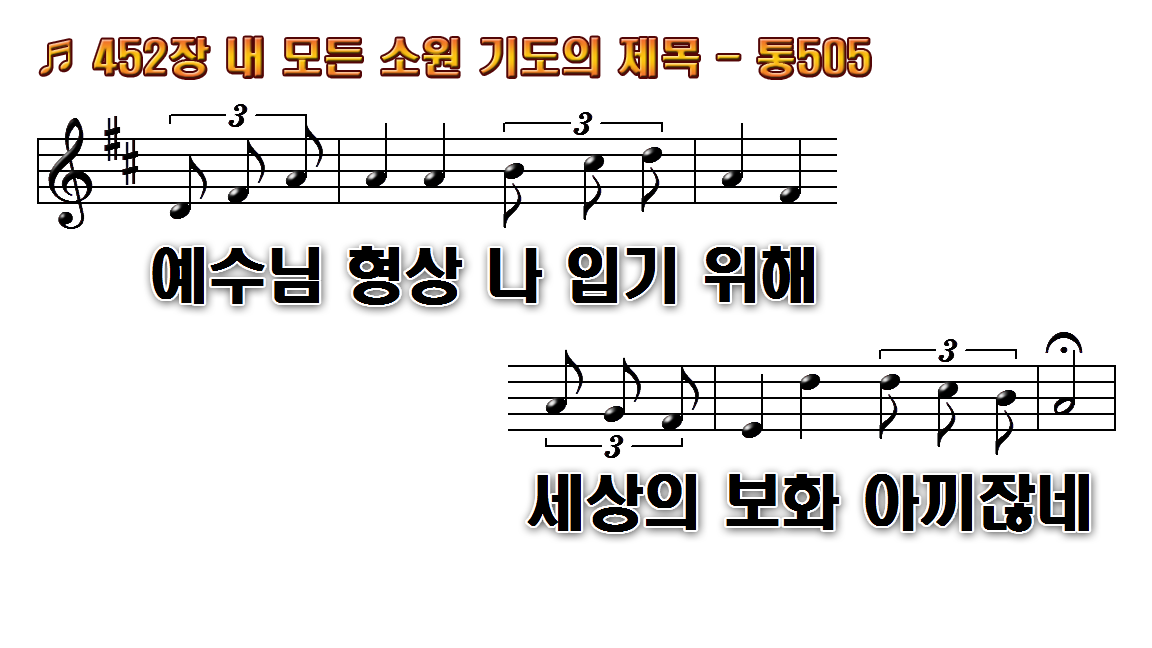 ♬ 452장 내 모든 소원 기도의 제목 - 통505
3 3
예수님 형상 나 입기 위해
3 3
세상의 보화 아끼잖네